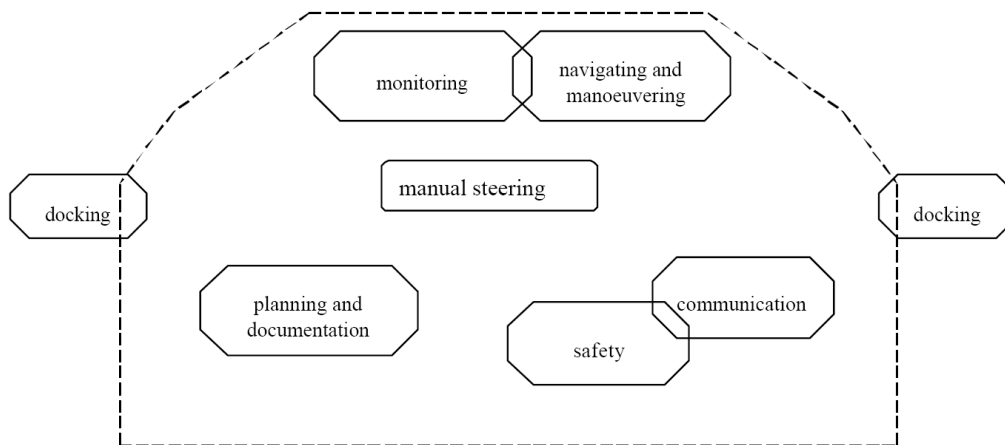 monitoring
navigating and
manoeuvering
manual steering
docking
docking
planning and
documentation
communication
safety